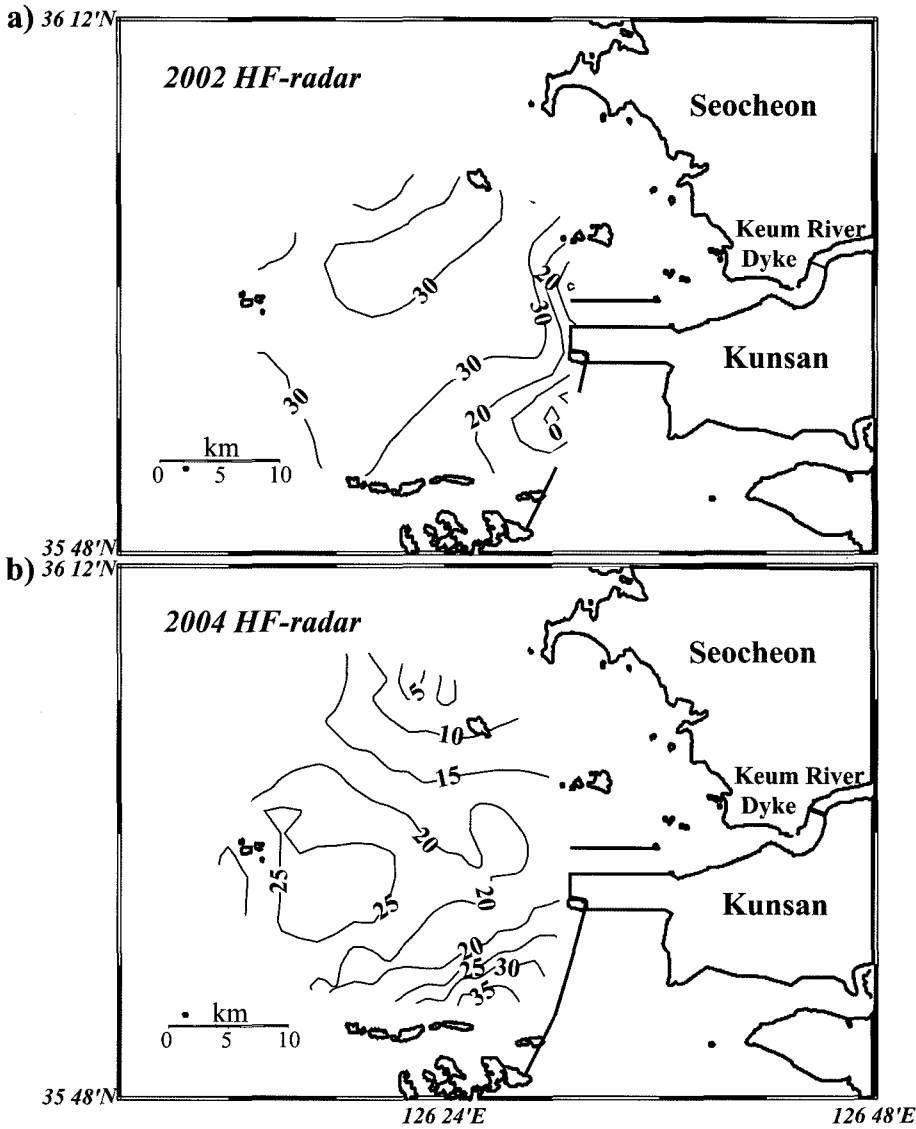 a) 36 12'N
2002 HF-radar
Seocheon
Keum River
Dyke
20
30
30
Kunsan
30
30
20
0
km
0 5 10
35 48'N
b) 36 12'N
2004 HF-radar
Seocheon
5
10
15
Keum River
Dyke
20
25
20
25
Kunsan
20
25 30
35
km
0 10
35 48'N
126 24'E 126 48'E